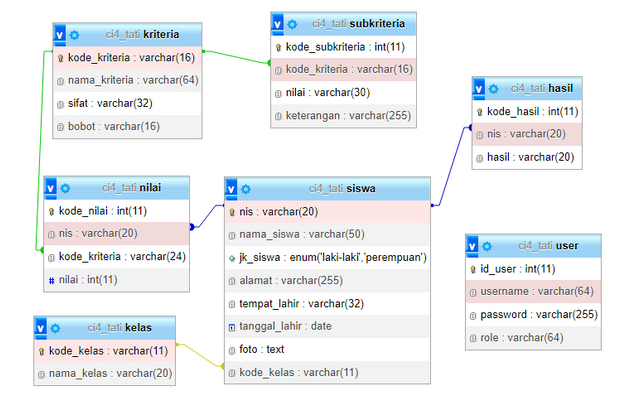 ci4_tati kriteria
kode_kriteria : varchar(16)
nama_kriteria : varchar(64)
sifat : varchar(32)
bobot : varchar(16)
ci4_tati subkriteria
kode_subkriteria : int(11)
kode_kriteria : varchar(16)
nilai : varchar(30)
keterangan : varchar(255)
ci4_tati hasil
kode_hasil : int(11)
nis : varchar(20)
hasil : varchar(20)
ci4_tati nilai
kode_nilai : int(11)
nis : varchar(20)
kode_kriteria : varchar(24)
# nilai : int(11)
ci4_tati siswa
nis : varchar(20)
nama_siswa : varchar(50)
jk_siswa : enum('laki-laki','perempuan')
alamat : varchar(255)
tempat_lahir : varchar(32)
tanggal_lahir : date
foto : text
kode_kelas : varchar(11)
ci4_tati user
id_user : int(11)
username : varchar(64)
password : varchar(255)
role : varchar(64)
ci4_tati kelas
kode_kelas : varchar(11)
nama_kelas : varchar(20)